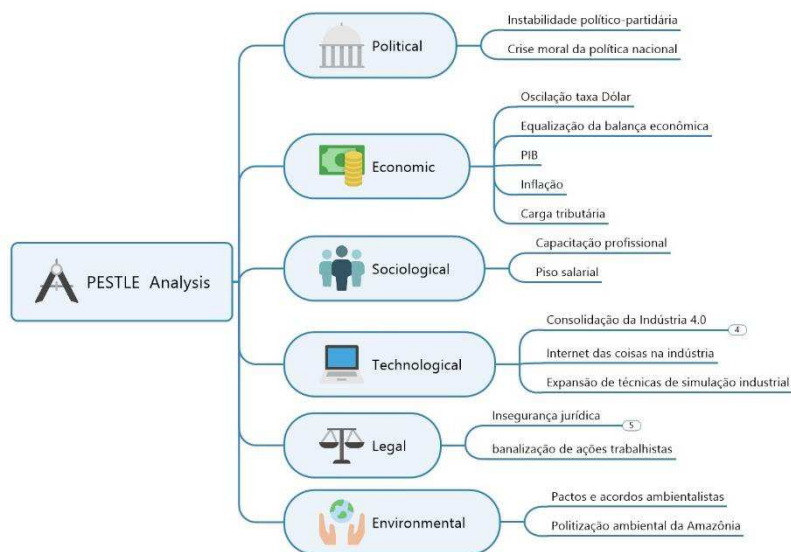 Political
Instabilidade político-partidária
Crise moral da política nacional
Economic
Oscilação taxa Dólar
Equalização da balança econômica
PIB
Inflação
Carga tributária
PESTLE Analysis
Sociological
Capacitação profissional
Piso salarial
Technological
Consolidação da Indústria 4.0
4
Internet das coisas na indústria
Expansão de técnicas de simulação industrial
Legal
Insegurança jurídica
5
banalização de ações trabalhistas
Environmental
Pactos e acordos ambientalistas
Politização ambiental da Amazônia